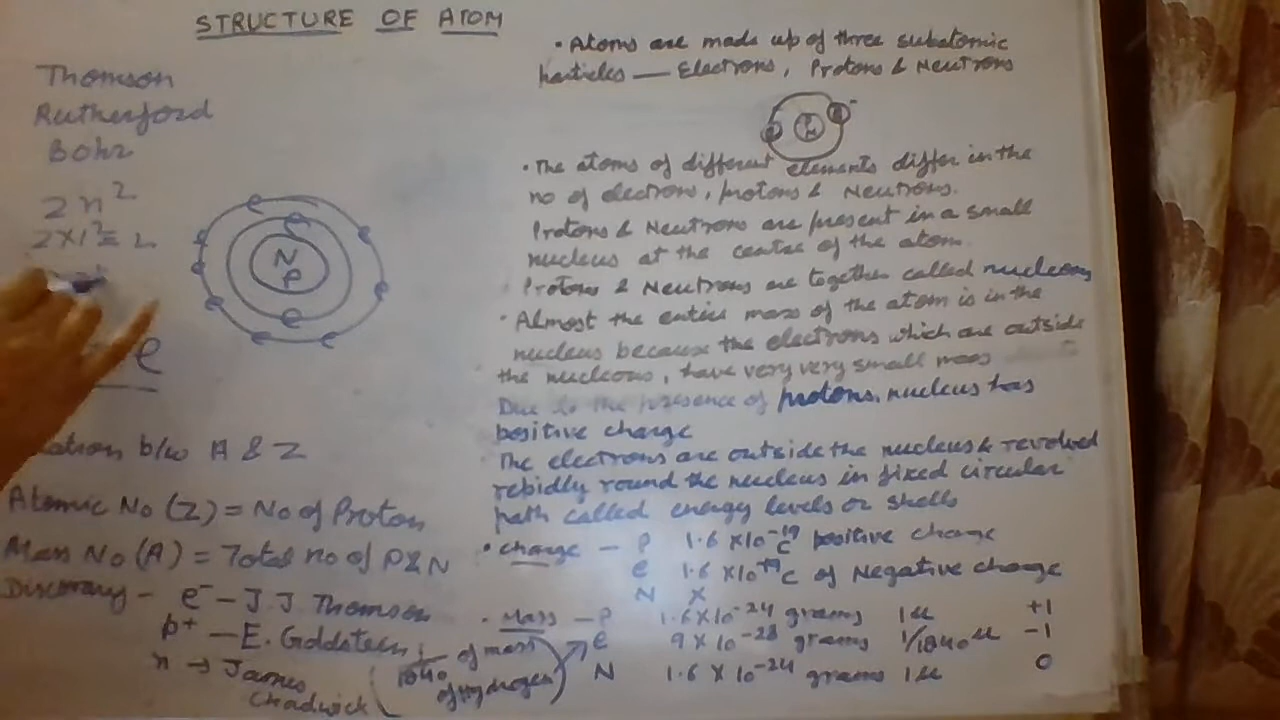 STRUCTURE OF ATOM
Thomson
Rutherford
Bohr
2n²
2×1²= 2
e
N
P
e
e
ation b/w A & Z
Atomic No (Z) = No of Proton
Mass No (A) = Total no of P & N
Discovery - e⁻ - J.J Thomson
p⁺ — E. Goldstein
n → James
Chadwick
1/1840 of mass
of Hydrogen
• Atoms are made up of three subatomic
particles — Electrons, Protons & Neutrons
• The atoms of different elements differ in the
no of electrons, protons & Neutrons.
Protons & Neutrons are present in a small
nucleus at the centre of the atom.
• Protons & Neutrons are together called nucleons
• Almost the entire mass of the atom is in the
nucleus because the electrons which are outside
the nucleons, have very very small mass
Due to the presence of protons, nucleus has
positive charge
The electrons are outside the nucleus & revolved
rebidly round the nucleus in fixed circular
path called energy levels or shells
• Charge — P 1.6 ×10⁻¹⁹ C positive charge
e 1.6 ×10⁻¹⁹ C of Negative charge
N X
• Mass — P 1.6×10⁻²⁴ grams 1u +1
e 9 × 10⁻²⁸ grams 1/1840 u -1
N 1.6 × 10⁻²⁴ grams 1u 0